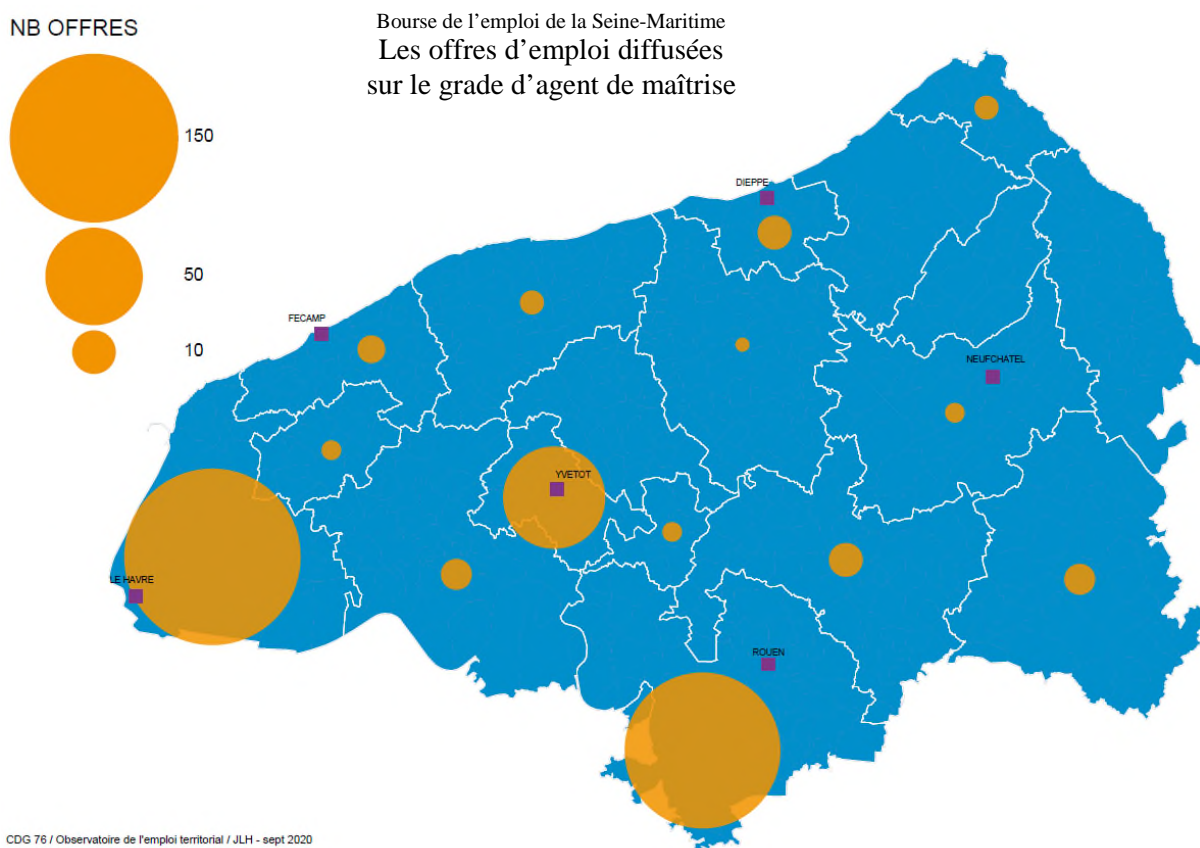 NB OFFRES
Bourse de l’emploi de la Seine-Maritime
Les offres d’emploi diffusées
sur le grade d’agent de maîtrise
150
50
10
DIEPPE
FECAMP
NEUFCHATEL
YVETOT
LE HAVRE
ROUEN
CDG 76 / Observatoire de l'emploi territorial / JLH - sept 2020